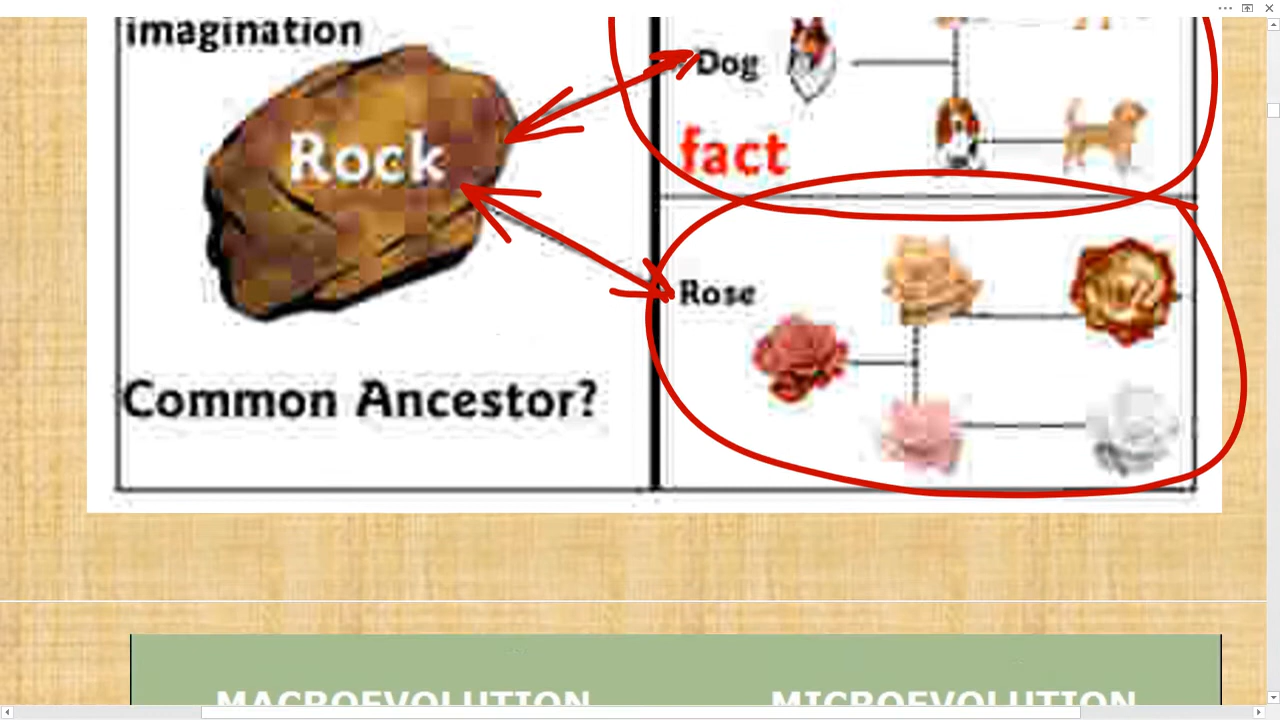 imagination
Rock
Common Ancestor?
Dog
fact
Rose
MACROEVOLUTION
MICROEVOLUTION